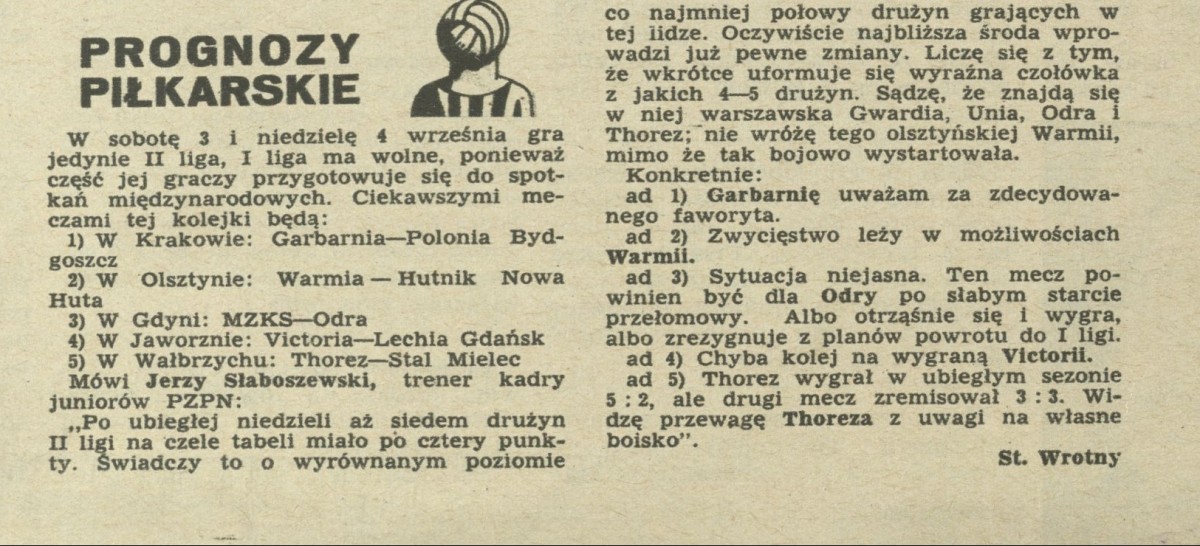 PROGNOZY
PIŁKARSKIE
W sobotę 3 i niedzielę 4 września gra
jedynie II liga, I liga ma wolne, ponieważ
część jej graczy przygotowuje się do spot-
kań międzynarodowych. Ciekawszymi me-
czami tej kolejki będą:
1) W Krakowie: Garbarnia—Polonia Byd-
goszcz
2) W Olsztynie: Warmia — Hutnik Nowa
Huta
3) W Gdyni: MZKS—Odra
4) W Jaworznie: Victoria—Lechia Gdańsk
5) W Wałbrzychu: Thorez—Stal Mielec
Mówi Jerzy Słaboszewski, trener kadry
juniorów PZPN:
„Po ubiegłej niedzieli aż siedem drużyn
II ligi na czele tabeli miało po cztery punk-
ty. Świadczy to o wyrównanym poziomie
co najmniej połowy drużyn grających w
tej lidze. Oczywiście najbliższa środa wpro-
wadzi już pewne zmiany. Liczę się z tym,
że wkrótce uformuje się wyraźna czołówka
z jakich 4—5 drużyn. Sądzę, że znajdą się
w niej warszawska Gwardia, Unia, Odra i
Thorez; nie wróżę tego olsztyńskiej Warmii,
mimo że tak bojowo wystartowała.
Konkretnie:
ad 1) Garbarnię uważam za zdecydowa-
nego faworyta.
ad 2) Zwycięstwo leży w możliwościach
Warmii.
ad 3) Sytuacja niejasna. Ten mecz po-
winien być dla Odry po słabym starcie
przełomowy. Albo otrząśnie się i wygra,
albo zrezygnuje z planów powrotu do I ligi.
ad 4) Chyba kolej na wygraną Victorii.
ad 5) Thorez wygrał w ubiegłym sezonie
5 : 2, ale drugi mecz zremisował 3 : 3. Wi-
dzę przewagę Thoreza z uwagi na własne
boisko”.
St. Wrotny